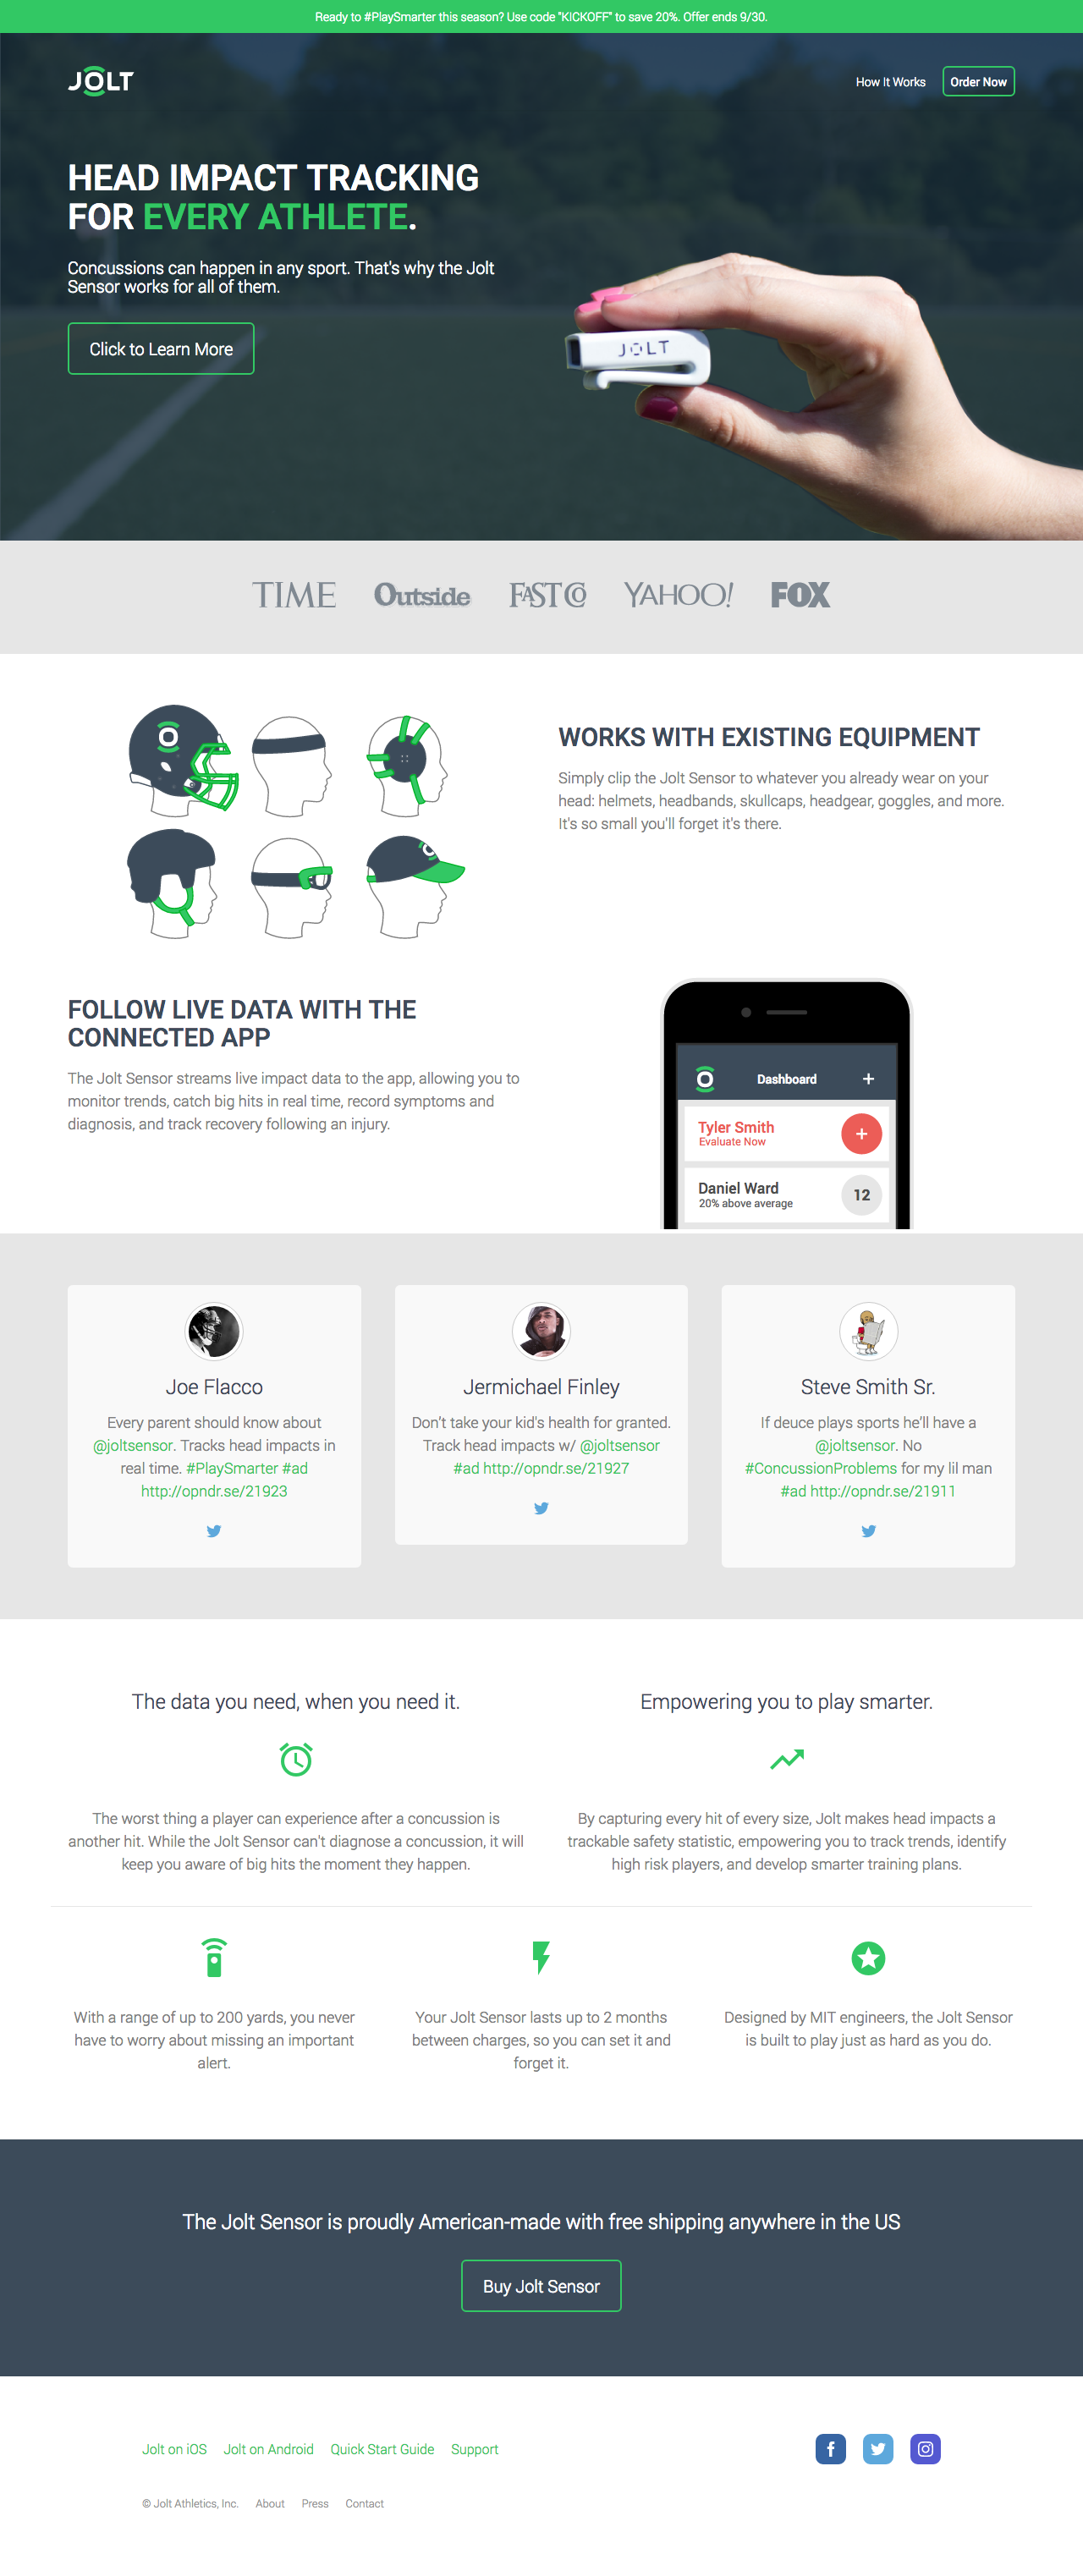 Ready to #PlaySmarter this season? Use code "KICKOFF" to save 20%. Offer ends 9/30.
JOLT
How It Works
Order Now
HEAD IMPACT TRACKING
FOR EVERY ATHLETE.
Concussions can happen in any sport. That's why the Jolt
Sensor works for all of them.
Click to Learn More
JOLT
TIME
Outside
FAST CO
YAHOO!
FOX
WORKS WITH EXISTING EQUIPMENT
Simply clip the Jolt Sensor to whatever you already wear on your
head: helmets, headbands, skullcaps, headgear, goggles, and more.
It's so small you'll forget it's there.
FOLLOW LIVE DATA WITH THE
CONNECTED APP
The Jolt Sensor streams live impact data to the app, allowing you to
monitor trends, catch big hits in real time, record symptoms and
diagnosis, and track recovery following an injury.
Dashboard
+
Tyler Smith
Evaluate Now
+
Daniel Ward
20% above average
12
Joe Flacco
Every parent should know about
@joltsensor. Tracks head impacts in
real time. #PlaySmarter #ad
http://opndr.se/21923
Jermichael Finley
Don't take your kid's health for granted.
Track head impacts w/ @joltsensor
#ad http://opndr.se/21927
Steve Smith Sr.
If deuce plays sports he'll have a
@joltsensor. No
#ConcussionProblems for my lil man
#ad http://opndr.se/21911
The data you need, when you need it.
The worst thing a player can experience after a concussion is
another hit. While the Jolt Sensor can't diagnose a concussion, it will
keep you aware of big hits the moment they happen.
Empowering you to play smarter.
By capturing every hit of every size, Jolt makes head impacts a
trackable safety statistic, empowering you to track trends, identify
high risk players, and develop smarter training plans.
With a range of up to 200 yards, you never
have to worry about missing an important
alert.
Your Jolt Sensor lasts up to 2 months
between charges, so you can set it and
forget it.
Designed by MIT engineers, the Jolt Sensor
is built to play just as hard as you do.
The Jolt Sensor is proudly American-made with free shipping anywhere in the US
Buy Jolt Sensor
Jolt on iOS
Jolt on Android
Quick Start Guide
Support
© Jolt Athletics, Inc.
About
Press
Contact